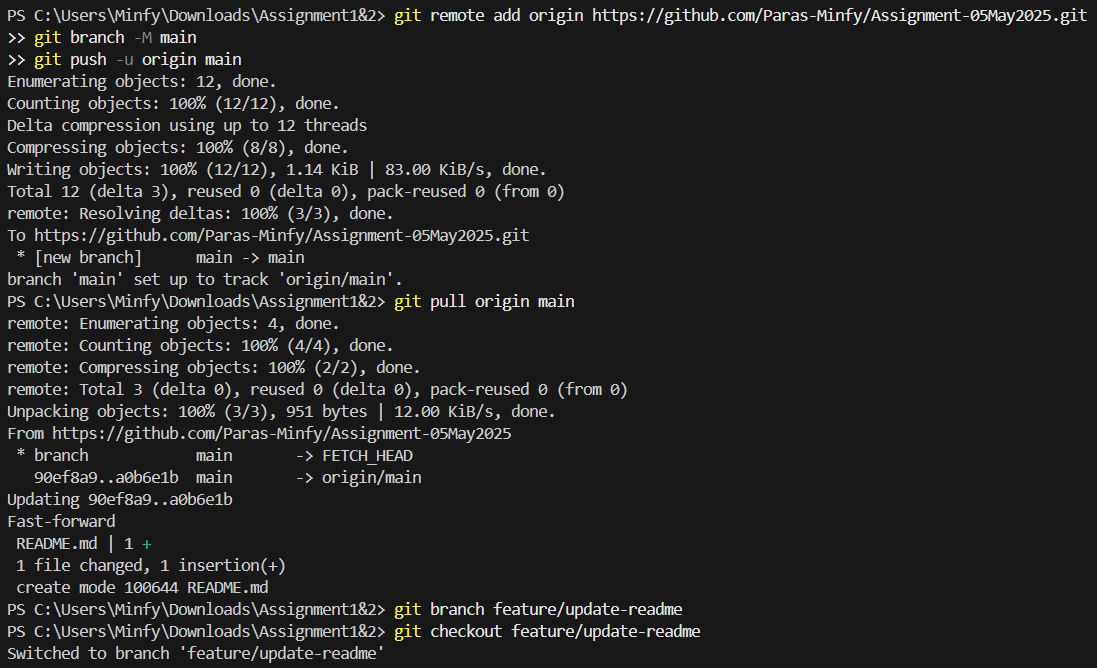 PS C:\Users\Minfy\Downloads\Assignment1&2> git remote add origin https://github.com/Paras-Minfy/Assignment-05May2025.git
>> git branch -M main
>> git push -u origin main
Enumerating objects: 12, done.
Counting objects: 100% (12/12), done.
Delta compression using up to 12 threads
Compressing objects: 100% (8/8), done.
Writing objects: 100% (12/12), 1.14 KiB | 83.00 KiB/s, done.
Total 12 (delta 3), reused 0 (delta 0), pack-reused 0 (from 0)
remote: Resolving deltas: 100% (3/3), done.
To https://github.com/Paras-Minfy/Assignment-05May2025.git
 * [new branch]      main -> main
branch 'main' set up to track 'origin/main'.
PS C:\Users\Minfy\Downloads\Assignment1&2> git pull origin main
remote: Enumerating objects: 4, done.
remote: Counting objects: 100% (4/4), done.
remote: Compressing objects: 100% (2/2), done.
remote: Total 3 (delta 0), reused 0 (delta 0), pack-reused 0 (from 0)
Unpacking objects: 100% (3/3), 951 bytes | 12.00 KiB/s, done.
From https://github.com/Paras-Minfy/Assignment-05May2025
 * branch            main       -> FETCH_HEAD
   90ef8a9..a0b6e1b  main       -> origin/main
Updating 90ef8a9..a0b6e1b
Fast-forward
 README.md | 1 +
 1 file changed, 1 insertion(+)
 create mode 100644 README.md
PS C:\Users\Minfy\Downloads\Assignment1&2> git branch feature/update-readme
PS C:\Users\Minfy\Downloads\Assignment1&2> git checkout feature/update-readme
Switched to branch 'feature/update-readme'